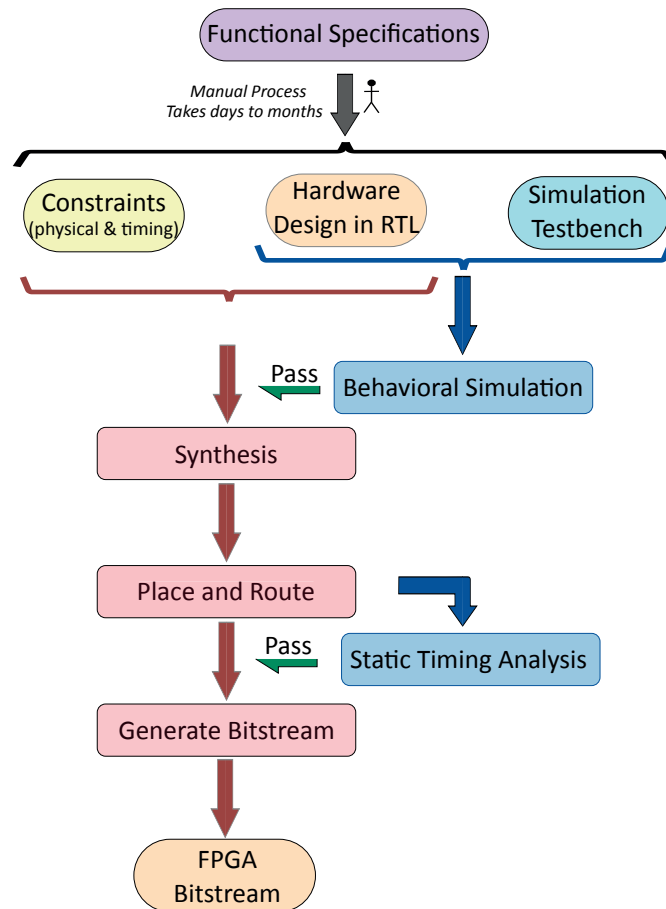 Functional Specifications
Manual Process
Takes days to months
Constraints
(physical & timing)
Hardware
Design in RTL
Simulation
Testbench
Pass
Behavioral Simulation
Synthesis
Place and Route
Pass
Static Timing Analysis
Generate Bitstream
FPGA
Bitstream